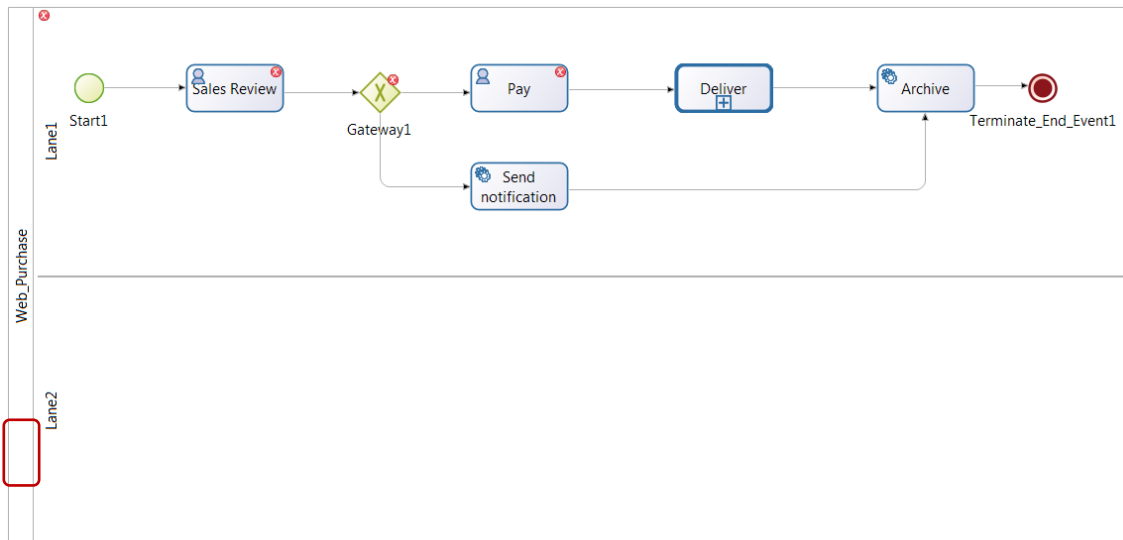 Web_Purchase
Lane1
Start1
Sales Review
Gateway1
Pay
Deliver
Archive
Terminate_End_Event1
Send
notification
Lane2